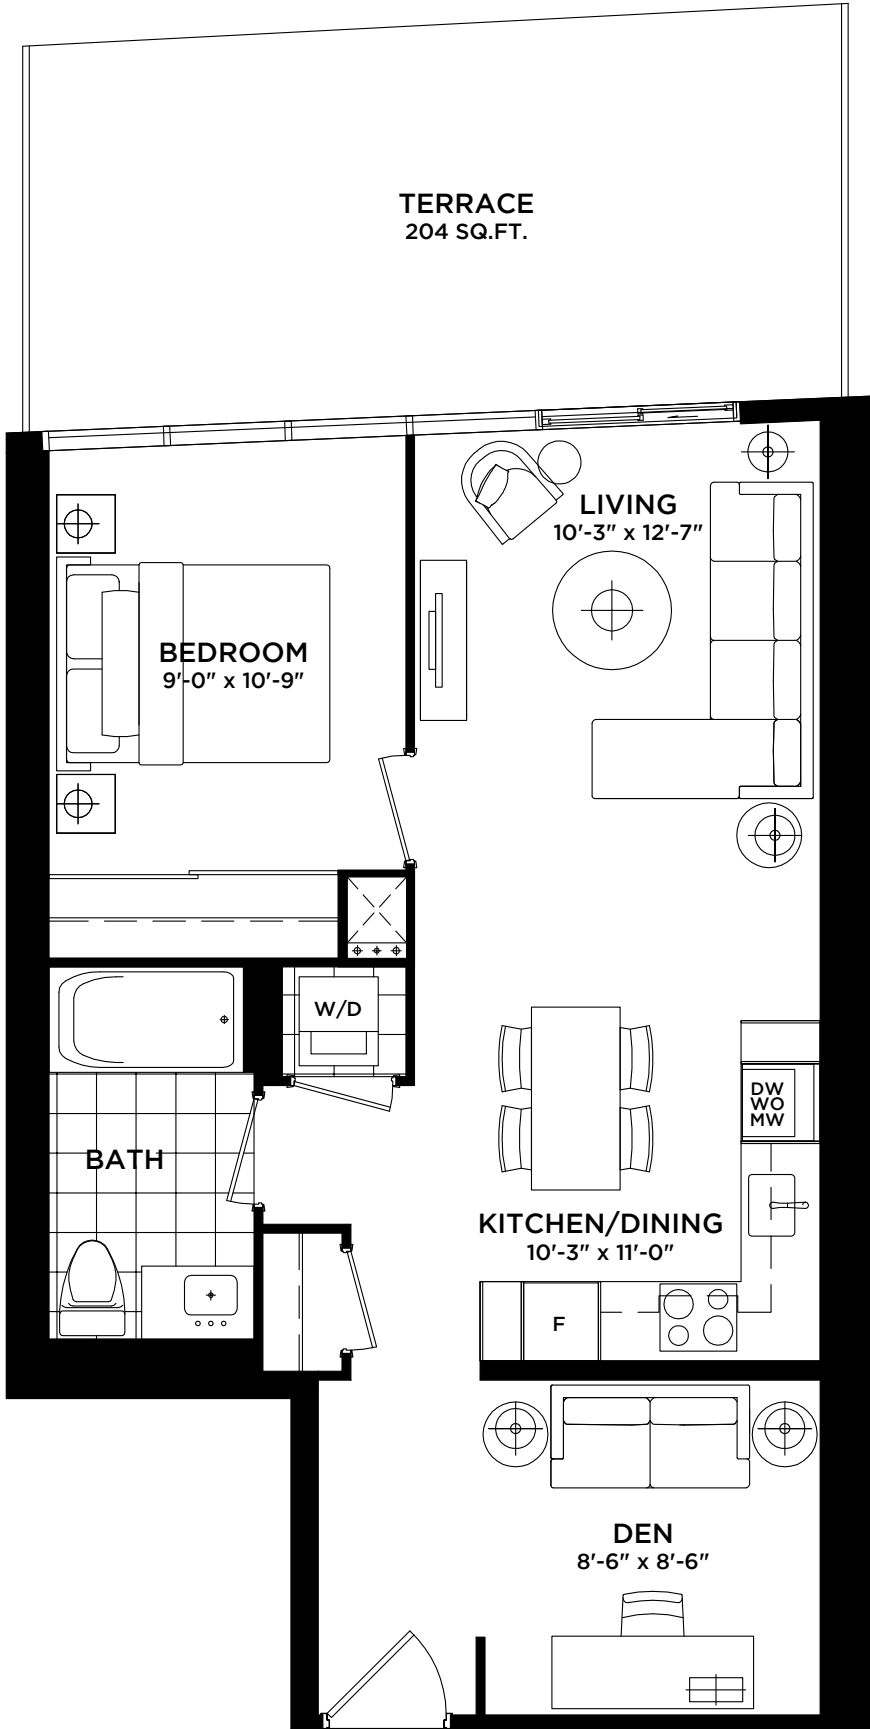 TERRACE
204 SQ.FT.
LIVING
10'-3" x 12'-7"
BEDROOM
9'-0" x 10'-9"
W/D
DW
WO
MW
BATH
KITCHEN/DINING
10'-3" x 11'-0"
F
DEN
8'-6" x 8'-6"